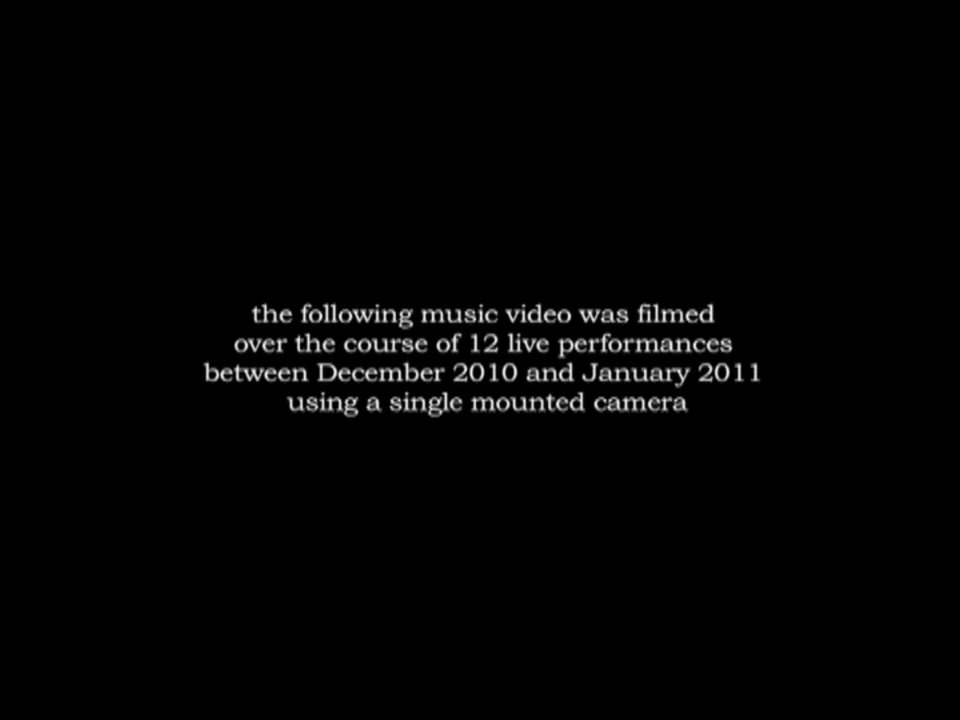 the following music video was filmed
over the course of 12 live performances
between December 2010 and January 2011
using a single mounted camera